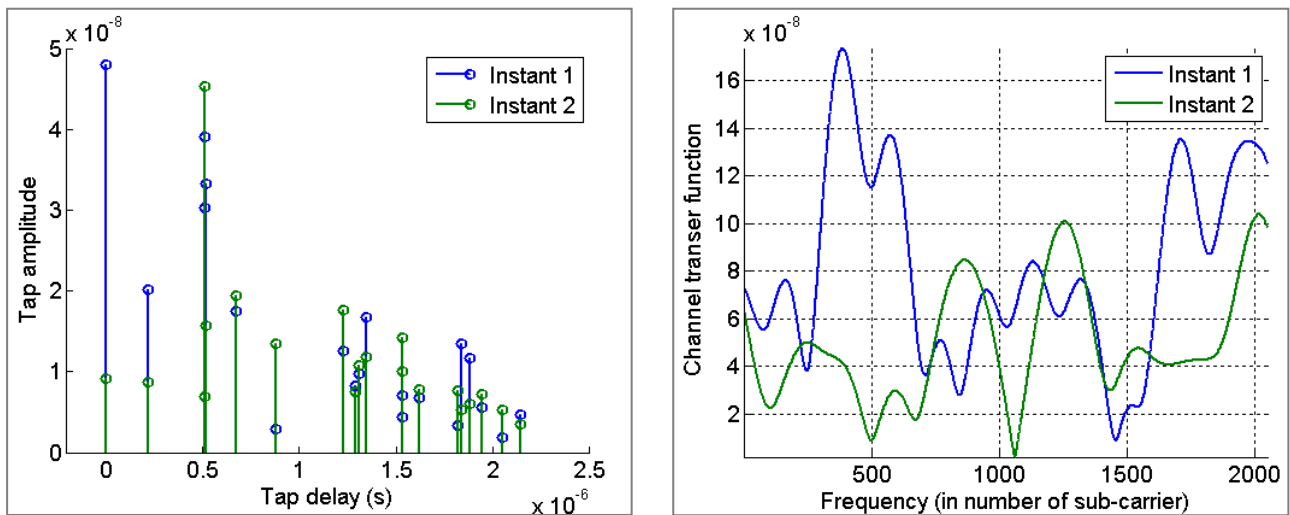 x 10-8
5
4
3
2
1
0
Tap amplitude
Instant 1
Instant 2
0 0.5 1 1.5 2 2.5
Tap delay (s)
x 10-6
x 10-8
16
14
12
10
8
6
4
2
Channel transer function
Instant 1
Instant 2
500 1000 1500 2000
Frequency (in number of sub-carrier)